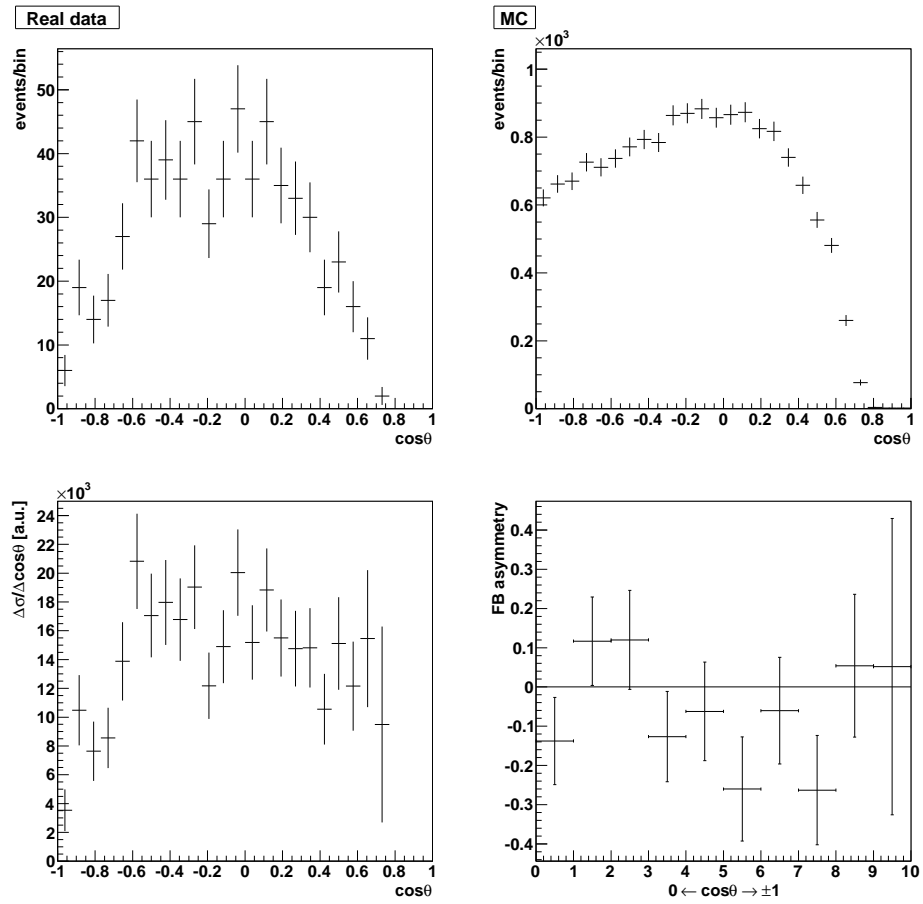 Real data
events/bin
50
40
30
20
10
0
-1 -0.8 -0.6 -0.4 -0.2 0 0.2 0.4 0.6 0.8 1
cosθ
MC
×10³
events/bin
1
0.8
0.6
0.4
0.2
0
-1 -0.8 -0.6 -0.4 -0.2 0 0.2 0.4 0.6 0.8 1
cosθ
×10³
Δσ/Δcosθ [a.u.]
24
22
20
18
16
14
12
10
8
6
4
2
0
-1 -0.8 -0.6 -0.4 -0.2 0 0.2 0.4 0.6 0.8 1
cosθ
FB asymmetry
0.4
0.3
0.2
0.1
0
-0.1
-0.2
-0.3
-0.4
0 1 2 3 4 5 6 7 8 9 10
0 ← cosθ → ±1